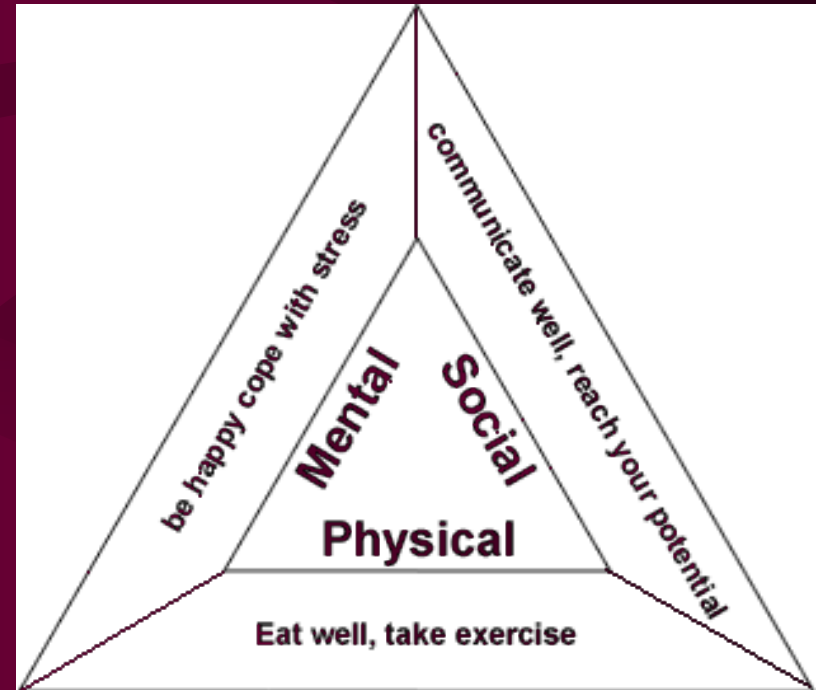 be happy cope with stress
communicate well, reach your potential
Mental
Social
Physical
Eat well, take exercise